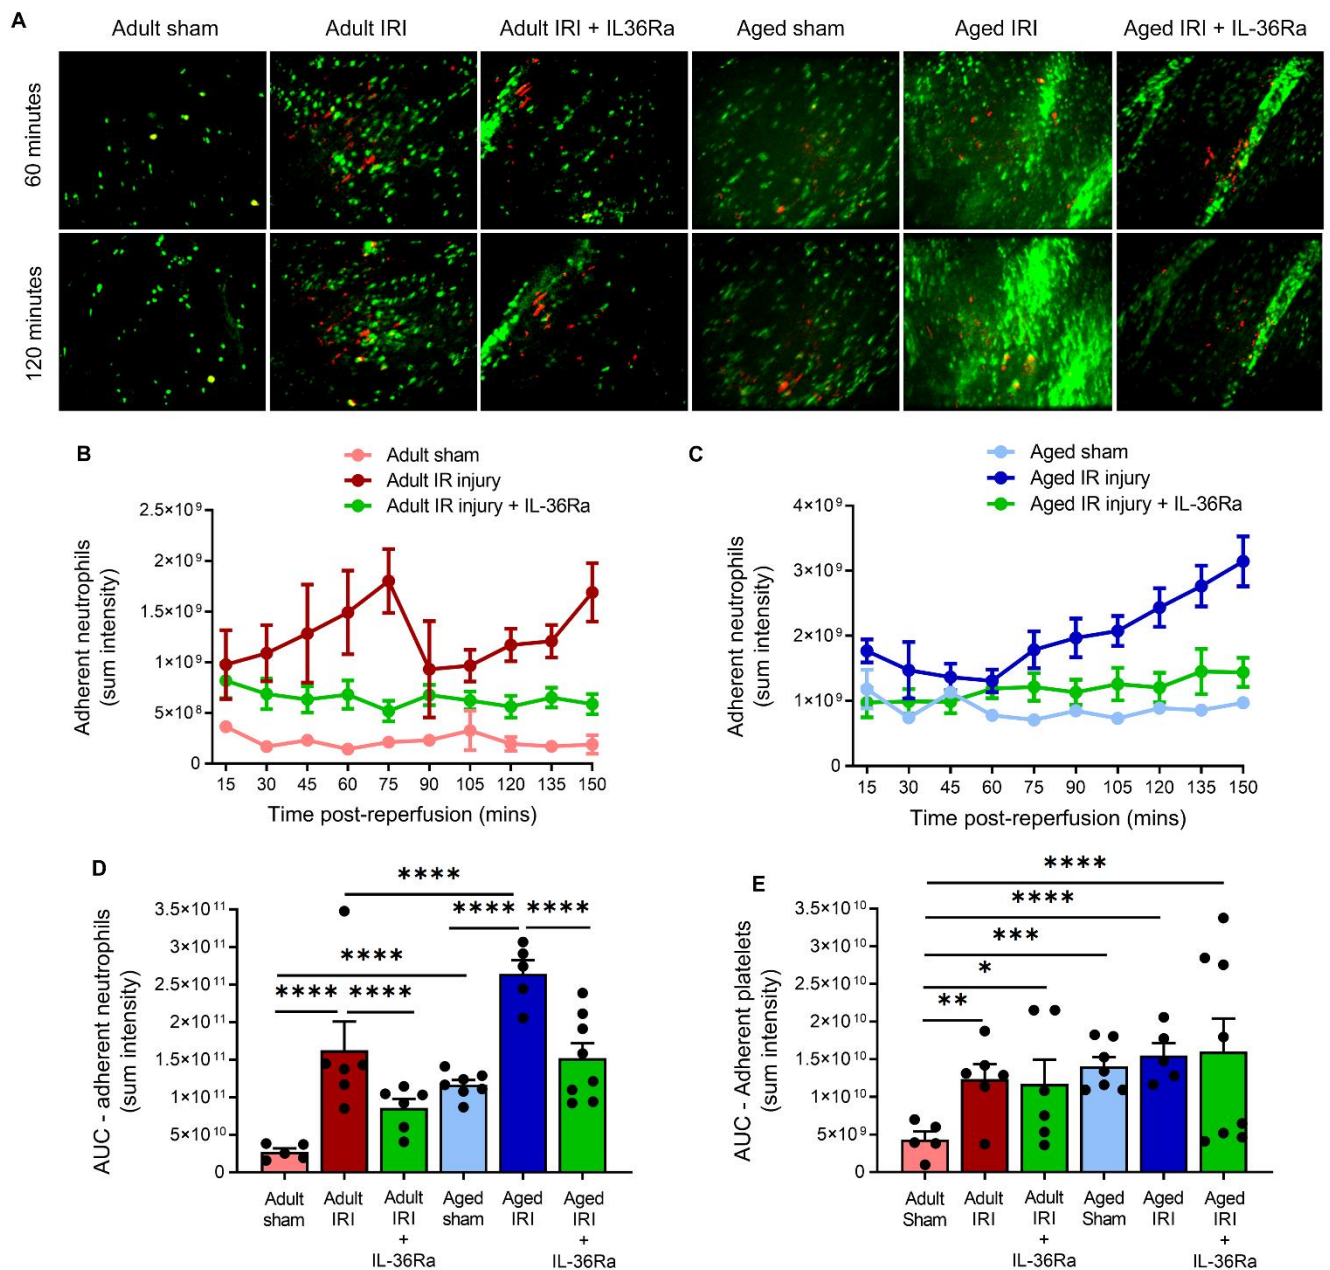 A
Adult sham
Adult IRI
Adult IRI + IL36Ra
Aged sham
Aged IRI
Aged IRI + IL-36Ra
60 minutes
120 minutes
B
Adult sham
Adult IR injury
Adult IR injury + IL-36Ra
Adherent neutrophils
(sum intensity)
2.5×10⁹
2×10⁹
1.5×10⁹
1×10⁹
5×10⁸
0
15 30 45 60 75 90 105 120 135 150
Time post-reperfusion (mins)
C
Aged sham
Aged IR injury
Aged IR injury + IL-36Ra
Adherent neutrophils
(sum intensity)
4×10⁹
3×10⁹
2×10⁹
1×10⁹
0
15 30 45 60 75 90 105 120 135 150
Time post-reperfusion (mins)
D
AUC - adherent neutrophils
(sum intensity)
3.5×10¹¹
3×10¹¹
2.5×10¹¹
2×10¹¹
1.5×10¹¹
1×10¹¹
5×10¹⁰
0
****
**** ****
****
**** ****
Adult
sham
Adult
IRI
Adult
IRI
+
IL-36Ra
Aged
sham
Aged
IRI
Aged
IRI
+
IL-36Ra
E
AUC - Adherent platelets
(sum intensity)
3.5×10¹⁰
3×10¹⁰
2.5×10¹⁰
2×10¹⁰
1.5×10¹⁰
1×10¹⁰
5×10⁹
0
****
****
***
*
**
Adult
Sham
Adult
IRI
Adult
IRI
+
IL-36Ra
Aged
Sham
Aged
IRI
Aged
IRI
+
IL-36Ra